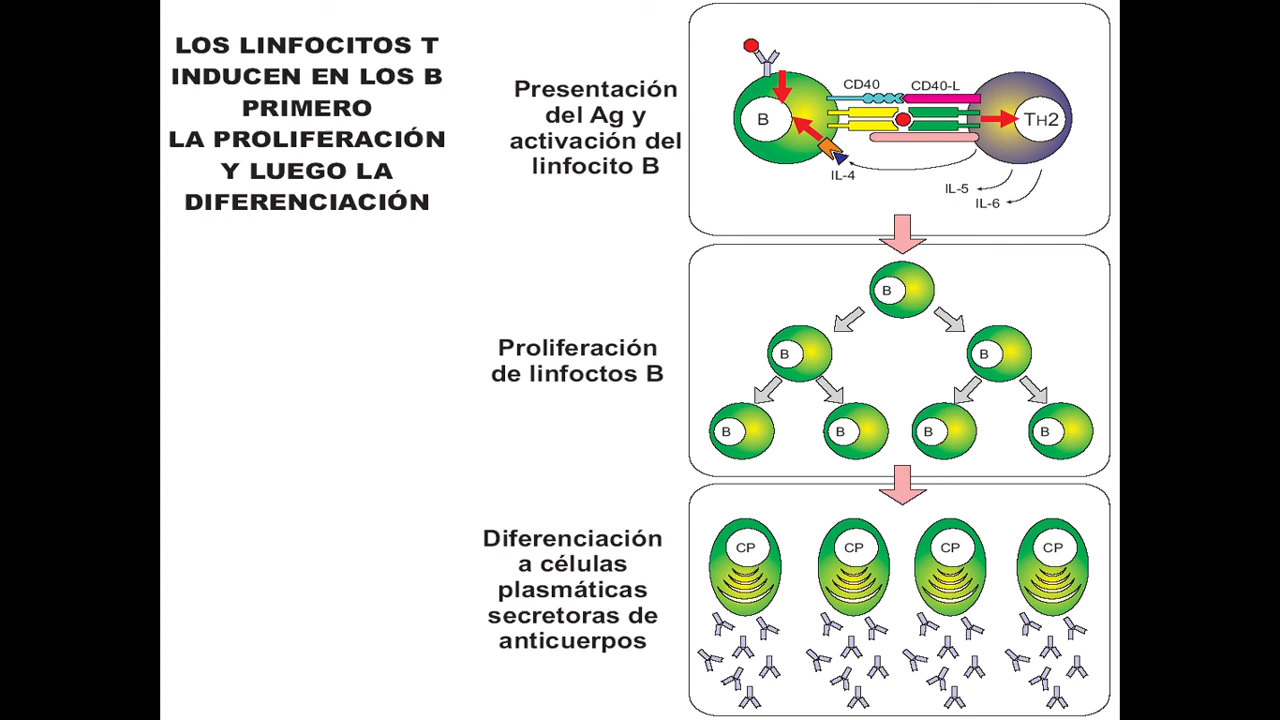 LOS LINFOCITOS T
INDUCEN EN LOS B
PRIMERO
LA PROLIFERACIÓN
Y LUEGO LA
DIFERENCIACIÓN
Presentación
del Ag y
activación del
linfocito B
CD40
CD40-L
B
TH2
IL-4
IL-5
IL-6
Proliferación
de linfoctos B
B
B
B
B
B
B
B
Diferenciación
a células
plasmáticas
secretoras de
anticuerpos
CP
CP
CP
CP